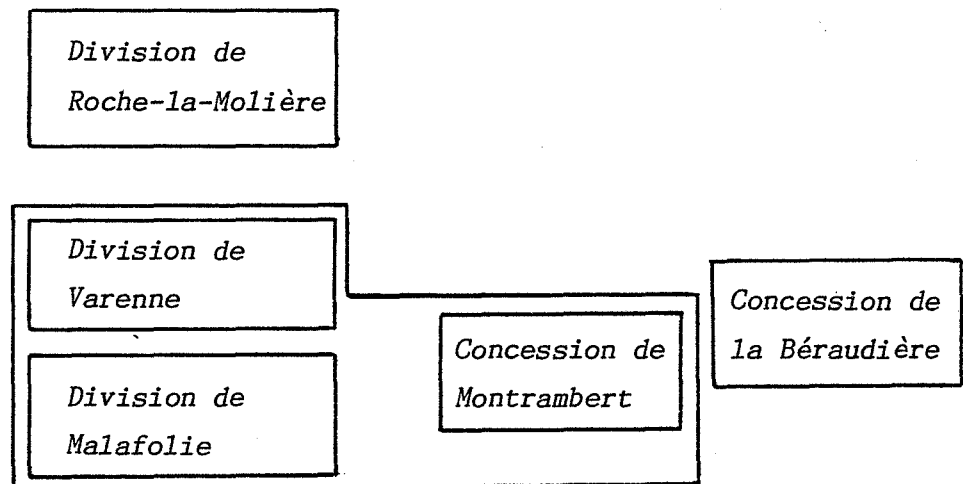 Division de
Roche-la-Molière
Division de
Varenne
Division de
Malafolie
Concession de
Montrambert
Concession de
la Béraudière